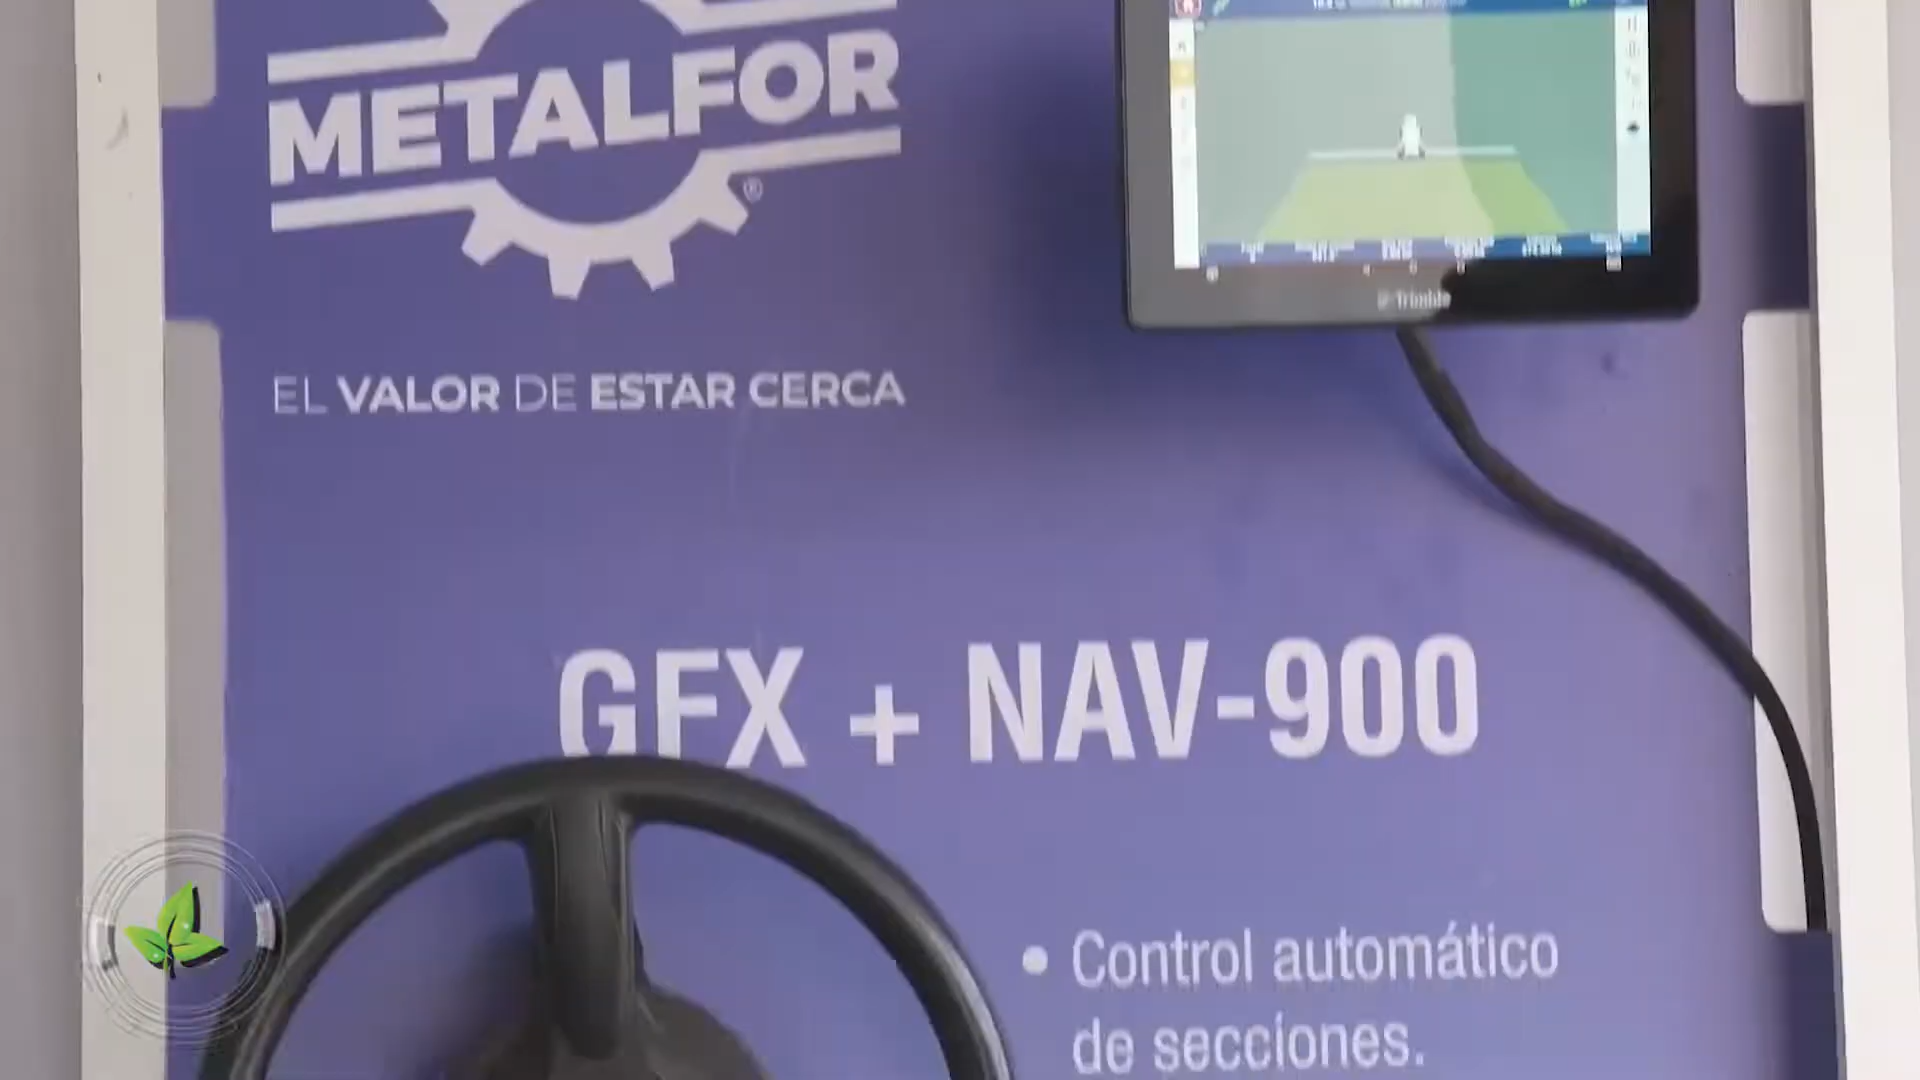 METALFOR
®
EL VALOR DE ESTAR CERCA
Trimble
GFX + NAV-900
• Control automático
de secciones.